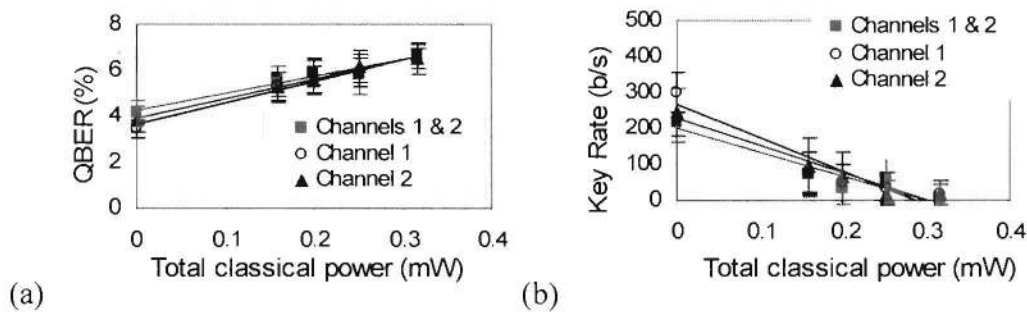 QBER (%)
8
6
4
2
0
Channels 1 & 2
Channel 1
Channel 2
0
0.1
0.2
0.3
0.4
Total classical power (mW)
(a)
Key Rate (b/s)
500
400
300
200
100
0
Channels 1 & 2
Channel 1
Channel 2
0
0.1
0.2
0.3
0.4
Total classical power (mW)
(b)